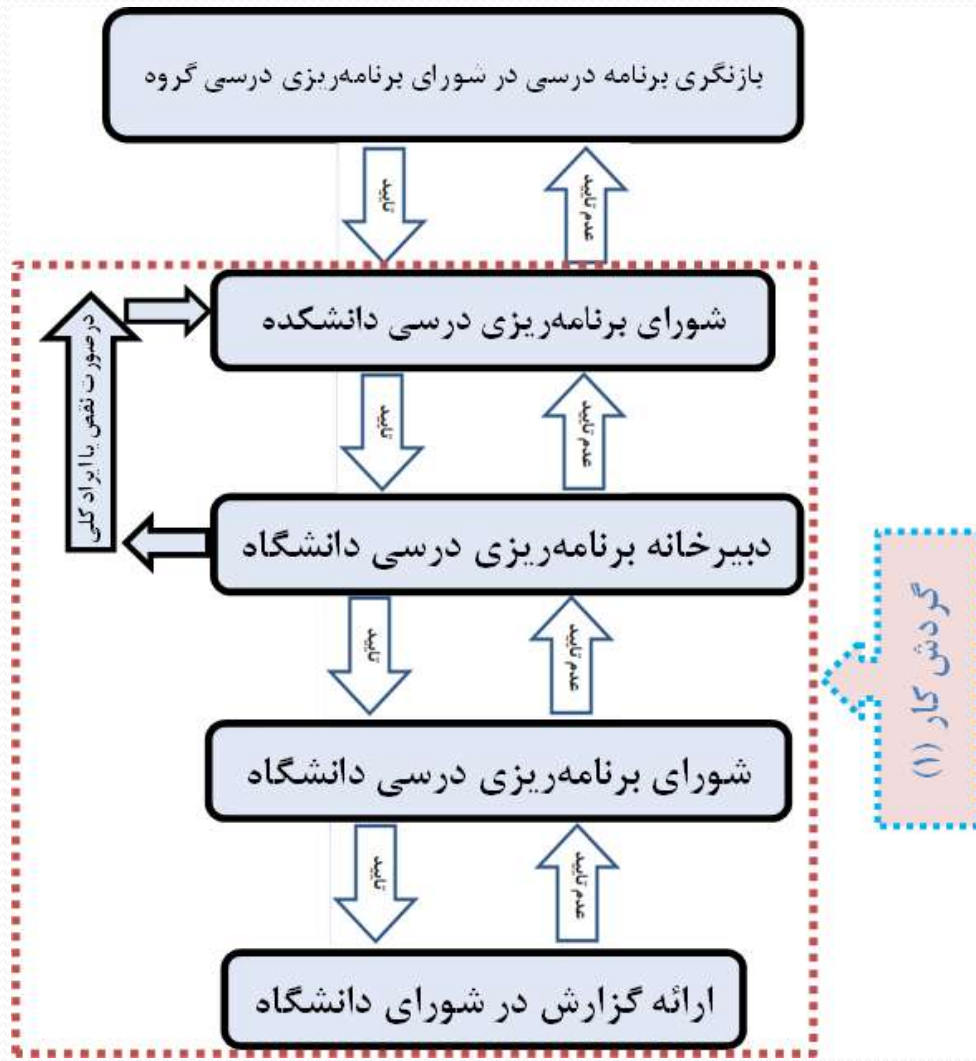 بازنگری برنامه درسی در شورای برنامه‌ریزی درسی گروه
تایید
عدم تایید
شورای برنامه‌ریزی درسی دانشکده
درصورت نقص یا ایراد کلی
تایید
عدم تایید
دبیرخانه برنامه‌ریزی درسی دانشگاه
گردش کار (۱)
تایید
عدم تایید
شورای برنامه‌ریزی درسی دانشگاه
تایید
عدم تایید
ارائه گزارش در شورای دانشگاه